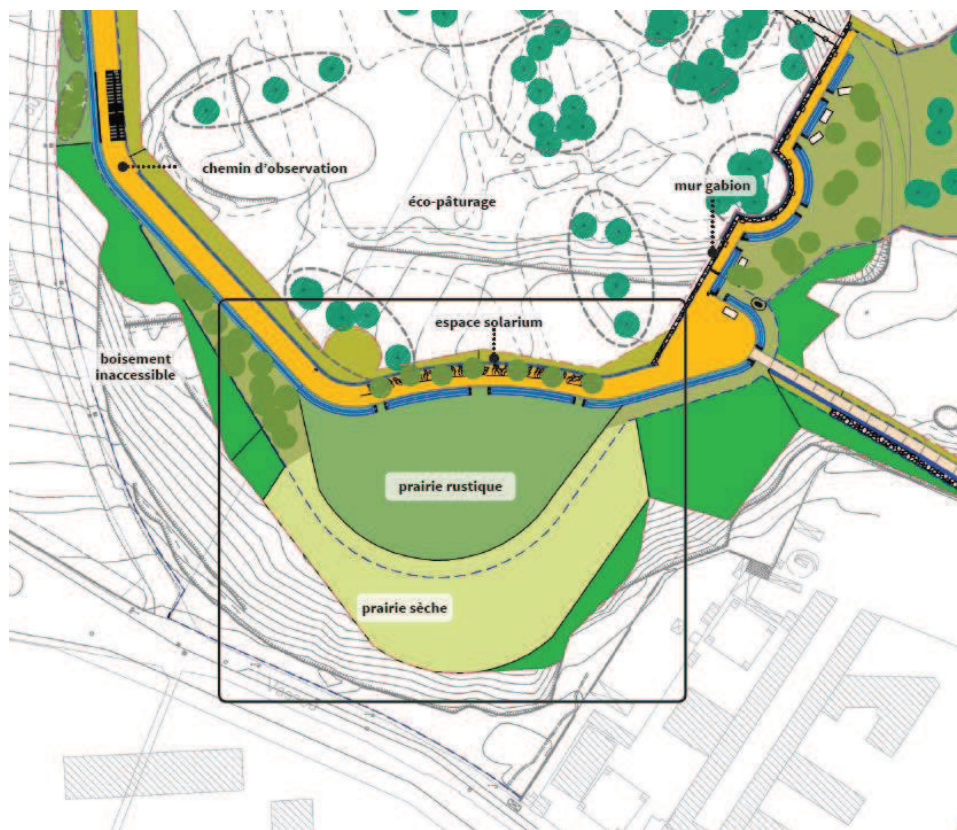 chemin d'observation
éco-pâturage
mur gabion
espace solarium
boisement
inaccessible
prairie rustique
prairie sèche